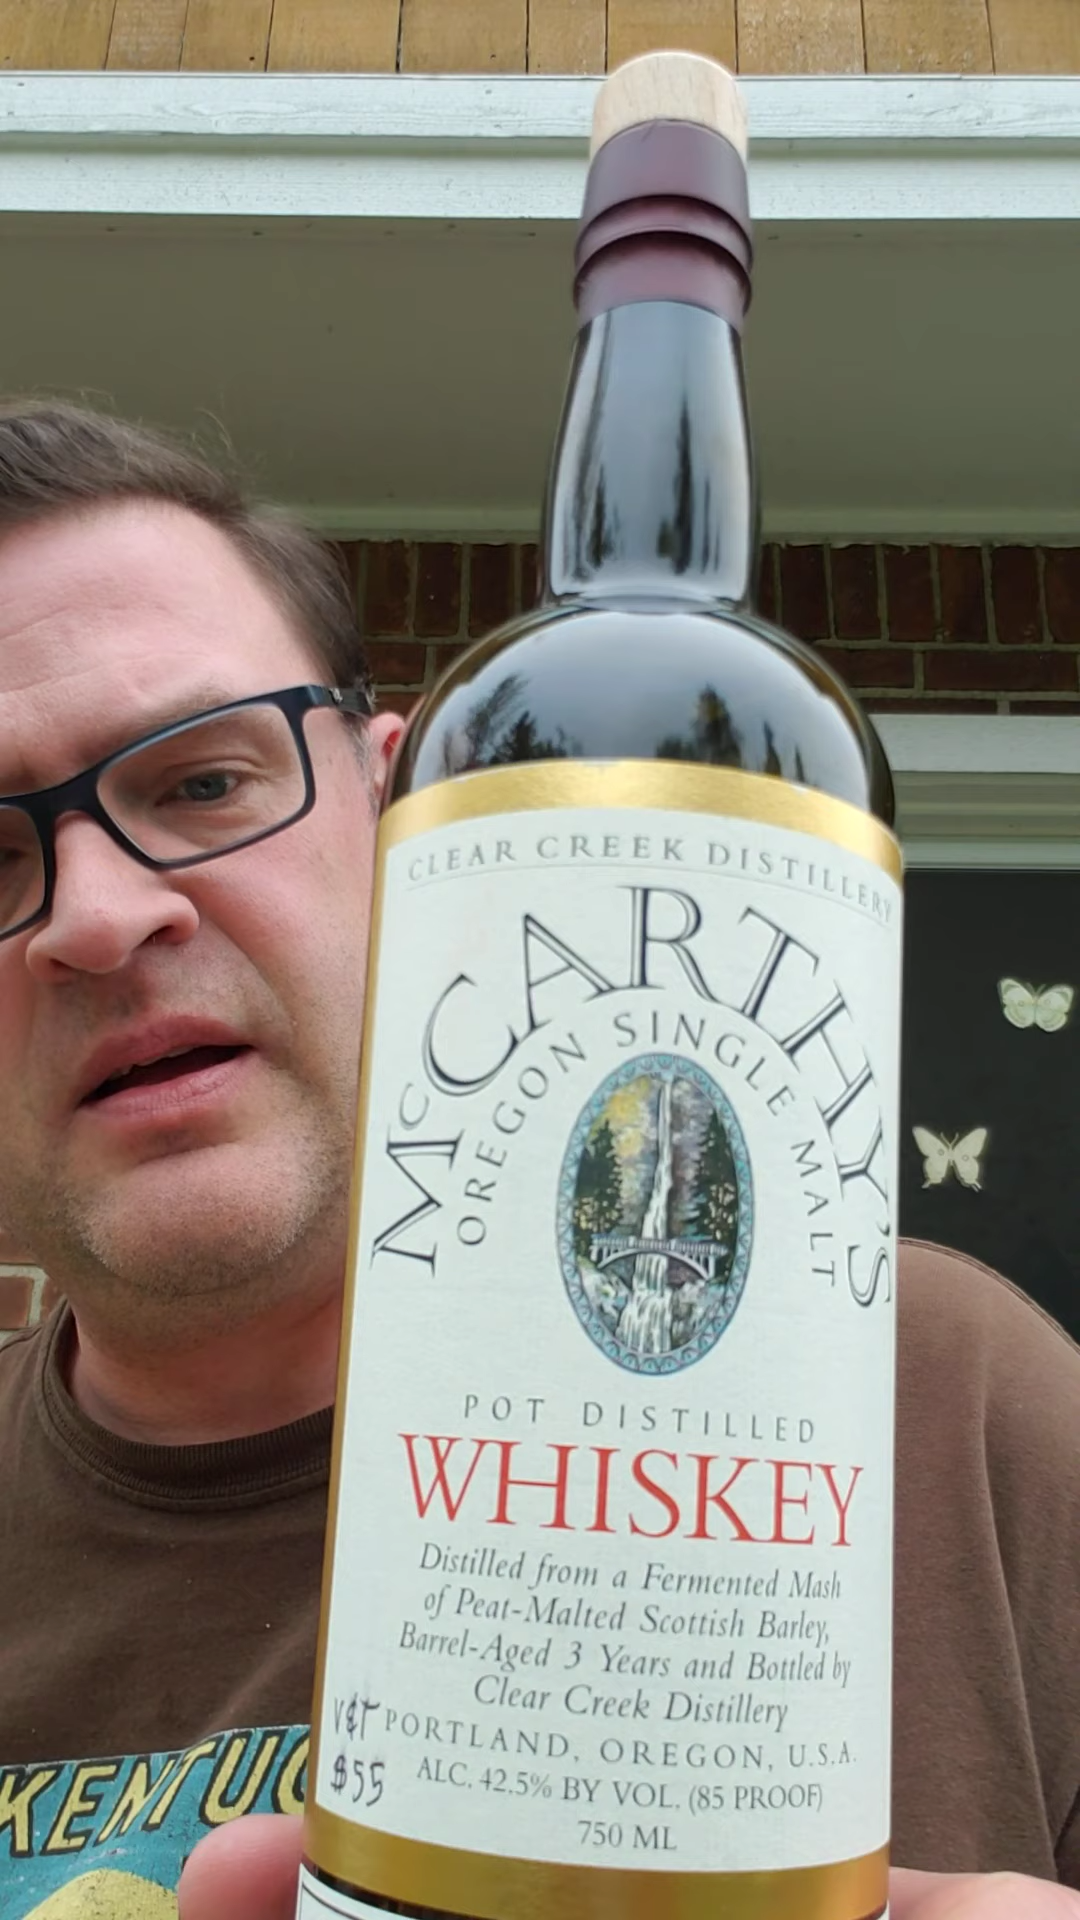 CLEAR CREEK DISTILLERY
McCARTHY'S
OREGON SINGLE MALT
POT DISTILLED
WHISKEY
Distilled from a Fermented Mash
of Peat-Malted Scottish Barley,
Barrel-Aged 3 Years and Bottled by
Clear Creek Distillery
PORTLAND, OREGON, U.S.A.
ALC. 42.5% BY VOL. (85 PROOF)
750 ML
V&T
$55
KENTUC